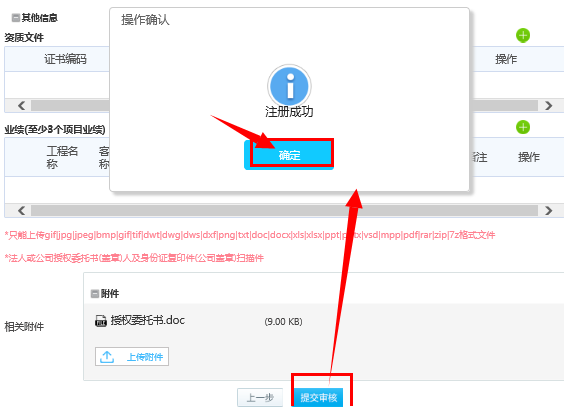 其他信息
操作确认
资质文件
证书编码
操作
注册成功
业绩(至少3个项目业绩)
确定
工程名称
客
称
注
操作
*只能上传gif|jpg|jpeg|bmp|gif|tif|dwt|dwg|dws|dxf|png|txt|doc|docx|xls|xlsx|ppt|pptx|vsd|mpp|pdf|rar|zip|7z格式文件
*法人或公司授权委托书(盖章)人及身份证复印件(公司盖章)扫描件
附件
相关附件
授权委托书.doc (9.00 KB)
上传附件
上一步
提交审核